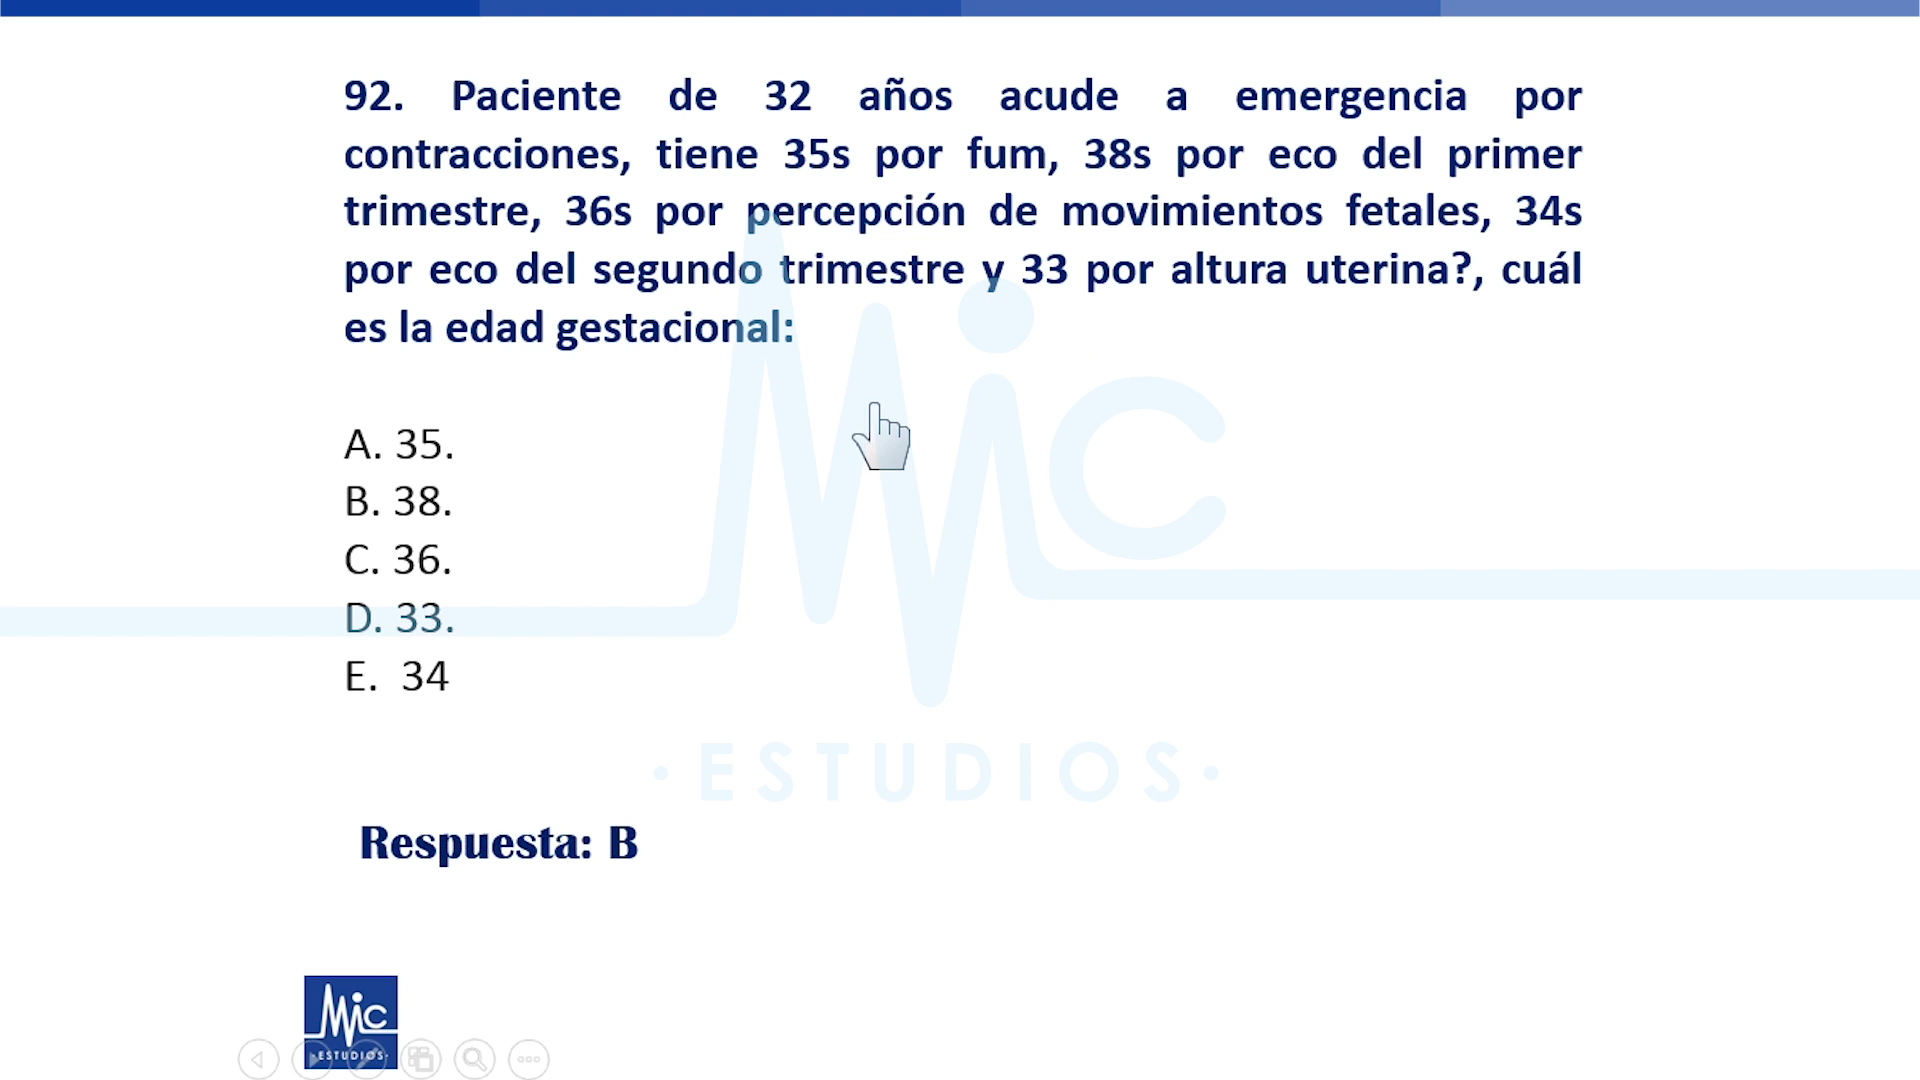 92. Paciente de 32 años acude a emergencia por
contracciones, tiene 35s por fum, 38s por eco del primer
trimestre, 36s por percepción de movimientos fetales, 34s
por eco del segundo trimestre y 33 por altura uterina?, cuál
es la edad gestacional:
A. 35.
B. 38.
C. 36.
D. 33.
E. 34
Mic
·ESTUDIOS·
Respuesta: B
Mic
·ESTUDIOS·